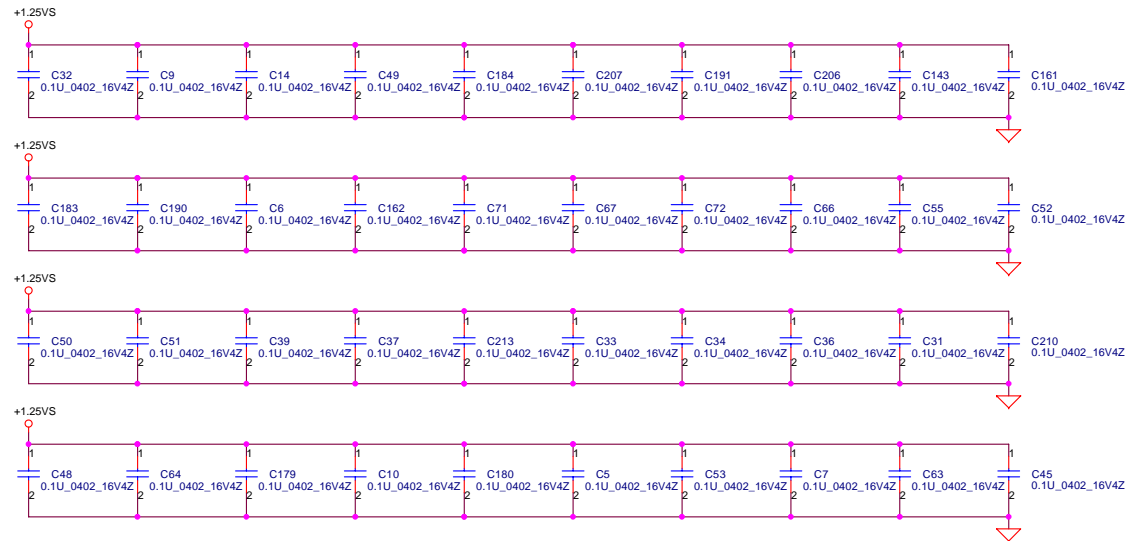 +1.25VS
1 1 1 1 1 1 1 1 1 1
C32 C9 C14 C49 C184 C207 C191 C206 C143 C161
0.1U_0402_16V4Z 0.1U_0402_16V4Z 0.1U_0402_16V4Z 0.1U_0402_16V4Z 0.1U_0402_16V4Z 0.1U_0402_16V4Z 0.1U_0402_16V4Z 0.1U_0402_16V4Z 0.1U_0402_16V4Z 0.1U_0402_16V4Z
2 2 2 2 2 2 2 2 2 2
+1.25VS
1 1 1 1 1 1 1 1 1 1
C183 C190 C6 C162 C71 C67 C72 C66 C55 C52
0.1U_0402_16V4Z 0.1U_0402_16V4Z 0.1U_0402_16V4Z 0.1U_0402_16V4Z 0.1U_0402_16V4Z 0.1U_0402_16V4Z 0.1U_0402_16V4Z 0.1U_0402_16V4Z 0.1U_0402_16V4Z 0.1U_0402_16V4Z
2 2 2 2 2 2 2 2 2 2
+1.25VS
1 1 1 1 1 1 1 1 1 1
C50 C51 C39 C37 C213 C33 C34 C36 C31 C210
0.1U_0402_16V4Z 0.1U_0402_16V4Z 0.1U_0402_16V4Z 0.1U_0402_16V4Z 0.1U_0402_16V4Z 0.1U_0402_16V4Z 0.1U_0402_16V4Z 0.1U_0402_16V4Z 0.1U_0402_16V4Z 0.1U_0402_16V4Z
2 2 2 2 2 2 2 2 2 2
+1.25VS
1 1 1 1 1 1 1 1 1 1
C48 C64 C179 C10 C180 C5 C53 C7 C63 C45
0.1U_0402_16V4Z 0.1U_0402_16V4Z 0.1U_0402_16V4Z 0.1U_0402_16V4Z 0.1U_0402_16V4Z 0.1U_0402_16V4Z 0.1U_0402_16V4Z 0.1U_0402_16V4Z 0.1U_0402_16V4Z 0.1U_0402_16V4Z
2 2 2 2 2 2 2 2 2 2